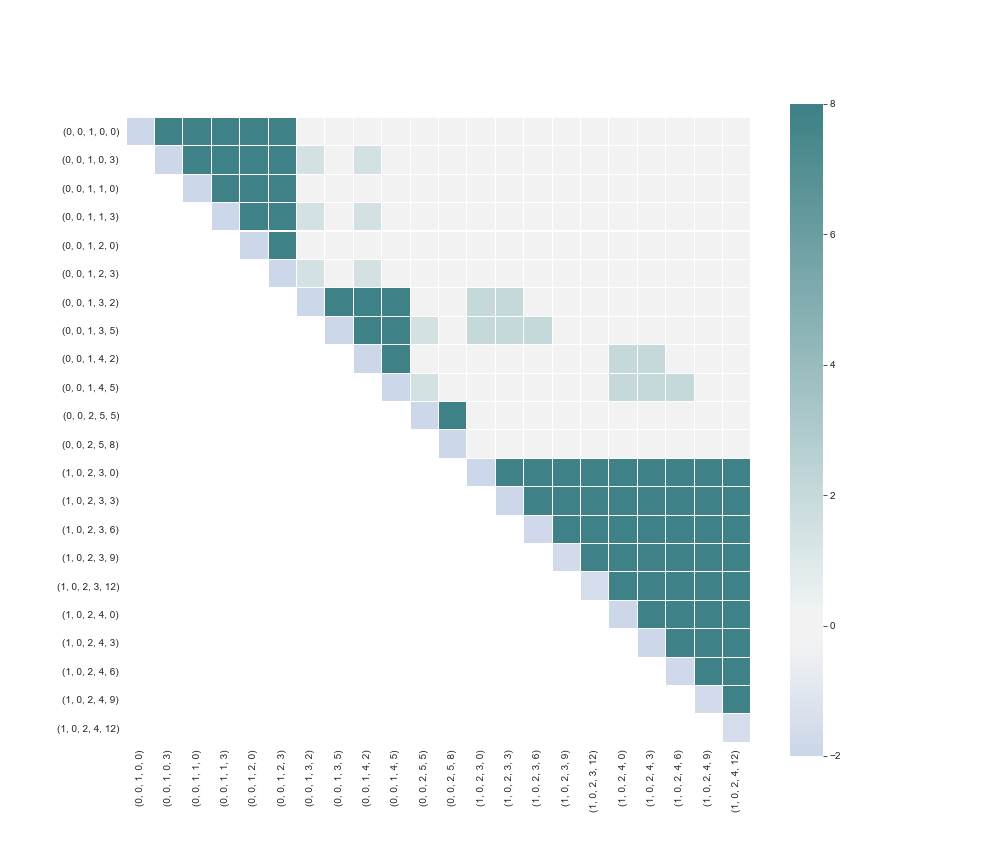 8
(0, 0, 1, 0, 0)
(0, 0, 1, 0, 3)
(0, 0, 1, 1, 0)
(0, 0, 1, 1, 3)
6
(0, 0, 1, 2, 0)
(0, 0, 1, 2, 3)
(0, 0, 1, 3, 2)
(0, 0, 1, 3, 5)
4
(0, 0, 1, 4, 2)
(0, 0, 1, 4, 5)
(0, 0, 2, 5, 5)
(0, 0, 2, 5, 8)
(1, 0, 2, 3, 0)
2
(1, 0, 2, 3, 3)
(1, 0, 2, 3, 6)
(1, 0, 2, 3, 9)
(1, 0, 2, 3, 12)
(1, 0, 2, 4, 0)
0
(1, 0, 2, 4, 3)
(1, 0, 2, 4, 6)
(1, 0, 2, 4, 9)
(1, 0, 2, 4, 12)
−2
(0, 0, 1, 0, 0)
(0, 0, 1, 0, 3)
(0, 0, 1, 1, 0)
(0, 0, 1, 1, 3)
(0, 0, 1, 2, 0)
(0, 0, 1, 2, 3)
(0, 0, 1, 3, 2)
(0, 0, 1, 3, 5)
(0, 0, 1, 4, 2)
(0, 0, 1, 4, 5)
(0, 0, 2, 5, 5)
(0, 0, 2, 5, 8)
(1, 0, 2, 3, 0)
(1, 0, 2, 3, 3)
(1, 0, 2, 3, 6)
(1, 0, 2, 3, 9)
(1, 0, 2, 3, 12)
(1, 0, 2, 4, 0)
(1, 0, 2, 4, 3)
(1, 0, 2, 4, 6)
(1, 0, 2, 4, 9)
(1, 0, 2, 4, 12)